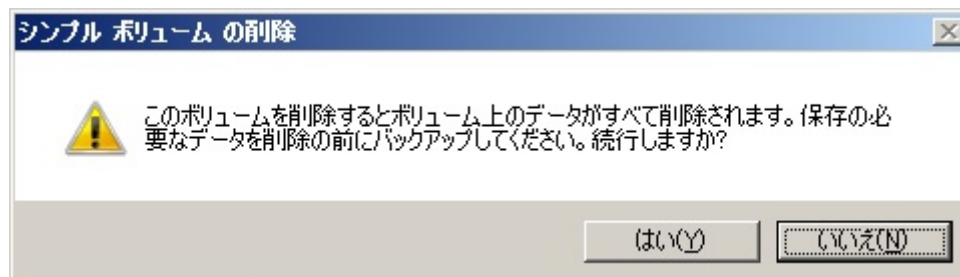 シンプル ボリューム の削除
このボリュームを削除するとボリューム上のデータがすべて削除されます。保存の必
要なデータを削除の前にバックアップしてください。続行しますか?
はい(Y)
いいえ(N)